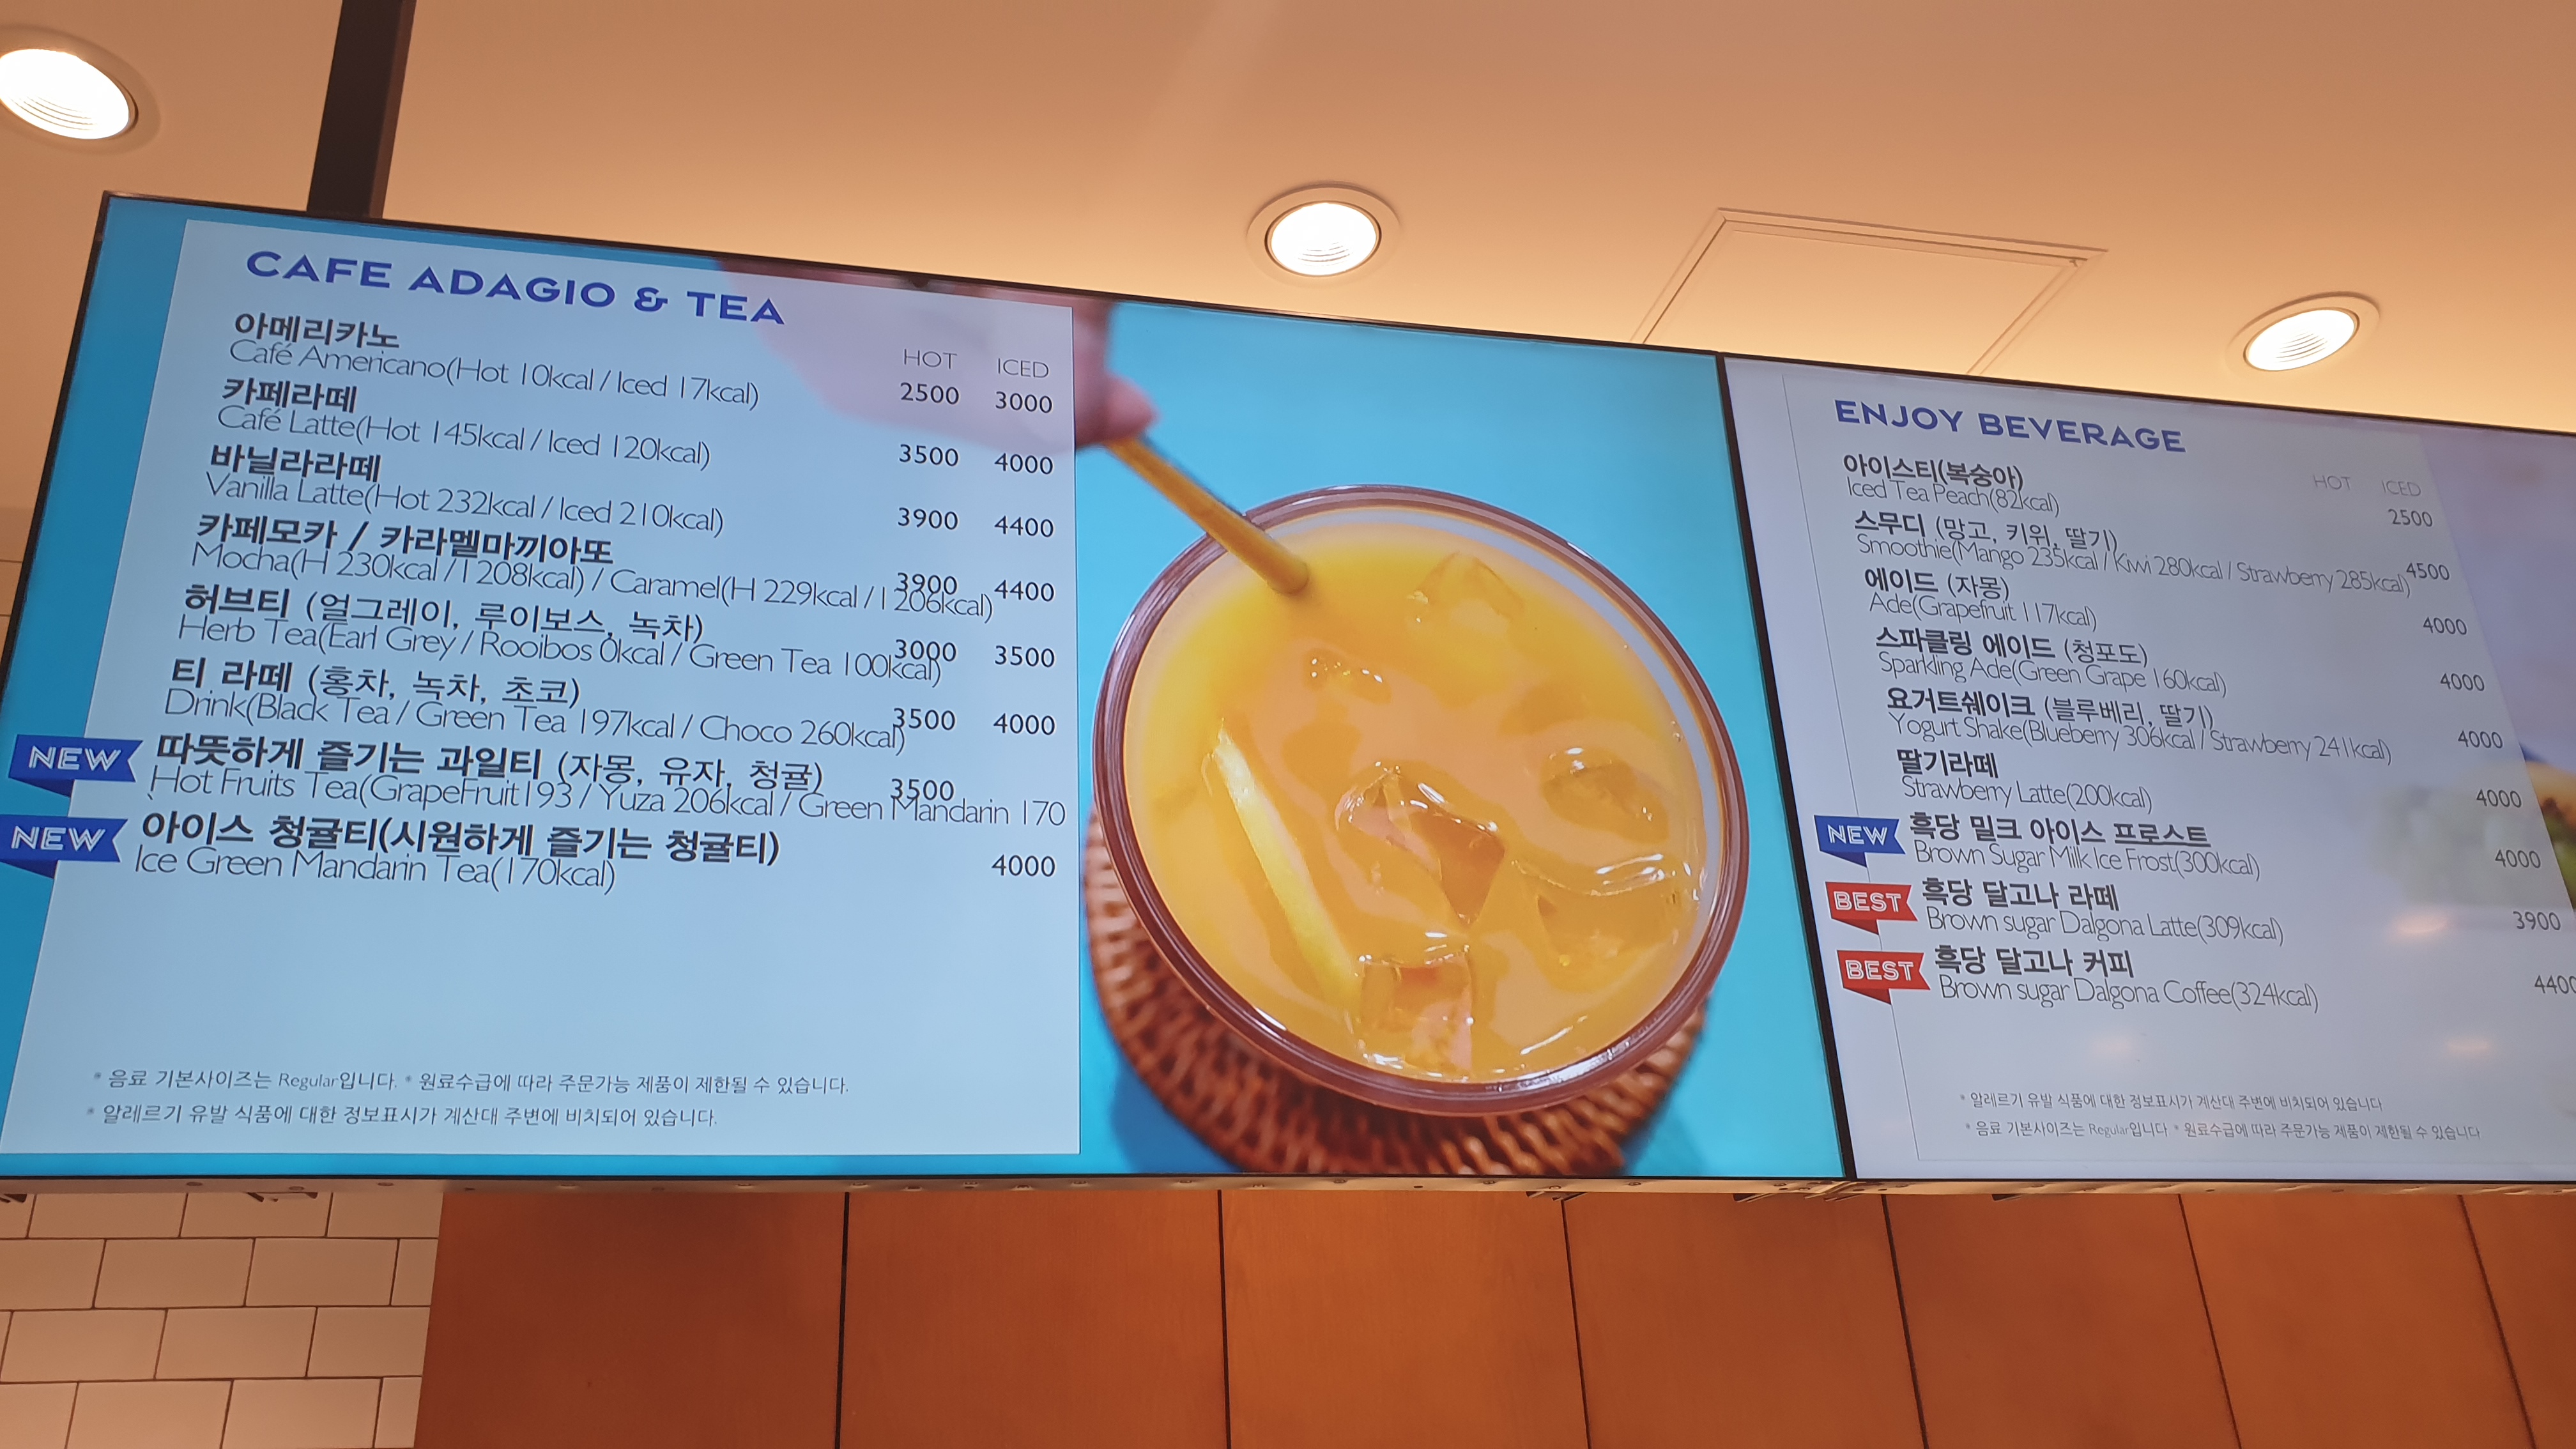 CAFE ADAGIO & TEA
HOT ICED
아메리카노
Café Americano(Hot 10kcal / Iced 17kcal) 2500 3000
카페라떼
Café Latte(Hot 145kcal / Iced 120kcal) 3500 4000
바닐라라떼
Vanilla Latte(Hot 232kcal / Iced 210kcal) 3900 4400
카페모카 / 카라멜마끼아또
Mocha(H 230kcal / I 208kcal) / Caramel(H 229kcal / I 206kcal) 3900 4400
허브티 (얼그레이, 루이보스, 녹차)
Herb Tea(Earl Grey / Rooibos 0kcal / Green Tea 100kcal) 3000 3500
티 라떼 (홍차, 녹차, 초코)
Drink(Black Tea / Green Tea 197kcal / Choco 260kcal) 3500 4000
NEW 따뜻하게 즐기는 과일티 (자몽, 유자, 청귤) 3500
Hot Fruits Tea(GrapeFruit193 / Yuza 206kcal / Green Mandarin 170
NEW 아이스 청귤티(시원하게 즐기는 청귤티)
Ice Green Mandarin Tea(170kcal) 4000
* 음료 기본사이즈는 Regular입니다. * 원료수급에 따라 주문가능 제품이 제한될 수 있습니다.
* 알레르기 유발 식품에 대한 정보표시가 계산대 주변에 비치되어 있습니다.
ENJOY BEVERAGE
HOT ICED
아이스티(복숭아)
Iced Tea Peach(82kcal) 2500
스무디 (망고, 키위, 딸기)
Smoothie(Mango 235kcal / Kiwi 280kcal / Strawberry 285kcal) 4500
에이드 (자몽)
Ade(Grapefruit 117kcal) 4000
스파클링 에이드 (청포도)
Sparkling Ade(Green Grape 160kcal) 4000
요거트쉐이크 (블루베리, 딸기)
Yogurt Shake(Blueberry 306kcal / Strawberry 241kcal) 4000
딸기라떼
Strawberry Latte(200kcal) 4000
NEW 흑당 밀크 아이스 프로스트
Brown Sugar Milk Ice Frost(300kcal) 4000
BEST 흑당 달고나 라떼
Brown sugar Dalgona Latte(309kcal) 3900
BEST 흑당 달고나 커피
Brown sugar Dalgona Coffee(324kcal) 4400
* 알레르기 유발 식품에 대한 정보표시가 계산대 주변에 비치되어 있습니다
* 음료 기본사이즈는 Regular입니다 * 원료수급에 따라 주문가능 제품이 제한될 수 있습니다